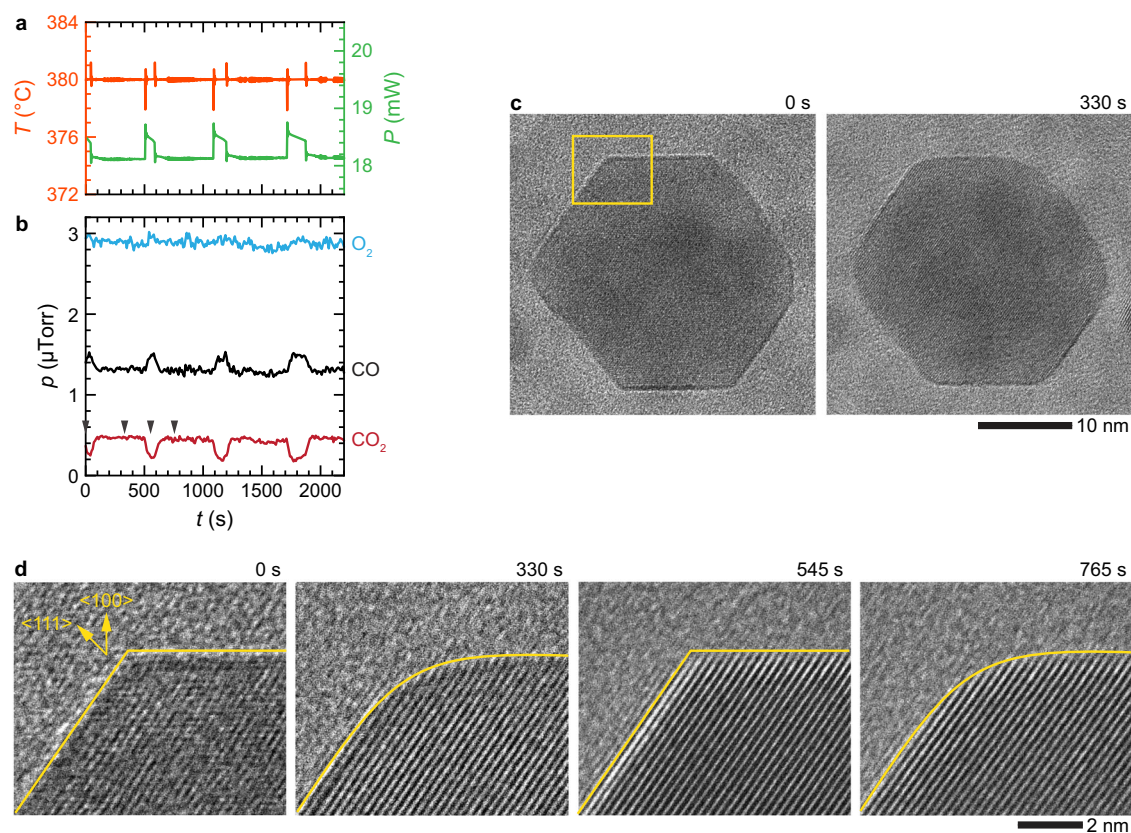 a
384
380
376
372
T (°C)
20
19
18
P (mW)
b
3
2
1
0
p (µTorr)
O₂
CO
CO₂
0 500 1000 1500 2000
t (s)
c
0 s 330 s
10 nm
d
0 s 330 s 545 s 765 s
<100>
<111>
2 nm